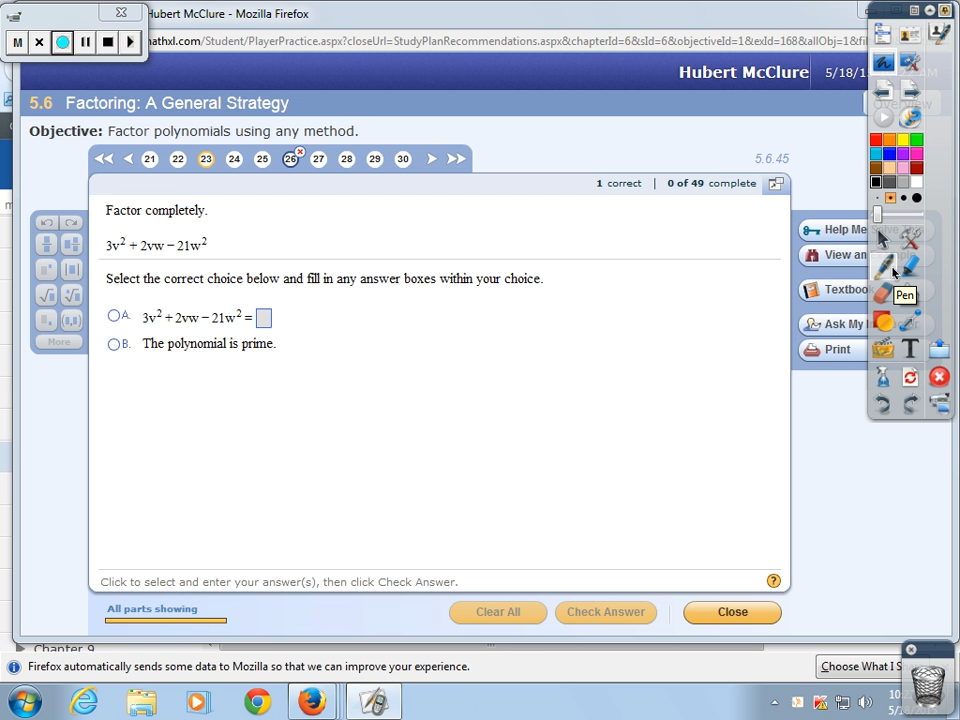 Hubert McClure - Mozilla Firefox
M
mathxl.com/Student/PlayerPractice.aspx?closeUrl=StudyPlanRecommendations.aspx&chapterId=6&sId=6&objectiveId=1&exId=168&allObj=1&fil
Hubert McClure 5/18/1
5.6 Factoring: A General Strategy
Objective: Factor polynomials using any method.
21 22 23 24 25 26 27 28 29 30
5.6.45
1 correct | 0 of 49 complete
Factor completely.
3v² + 2vw − 21w²
Select the correct choice below and fill in any answer boxes within your choice.
A. 3v² + 2vw − 21w² =
B. The polynomial is prime.
More
Help Me
View an
Textbook
Ask My
Print
Pen
T
Click to select and enter your answer(s), then click Check Answer.
?
All parts showing
Clear All
Check Answer
Close
Chapter 9
Firefox automatically sends some data to Mozilla so that we can improve your experience.
Choose What I S